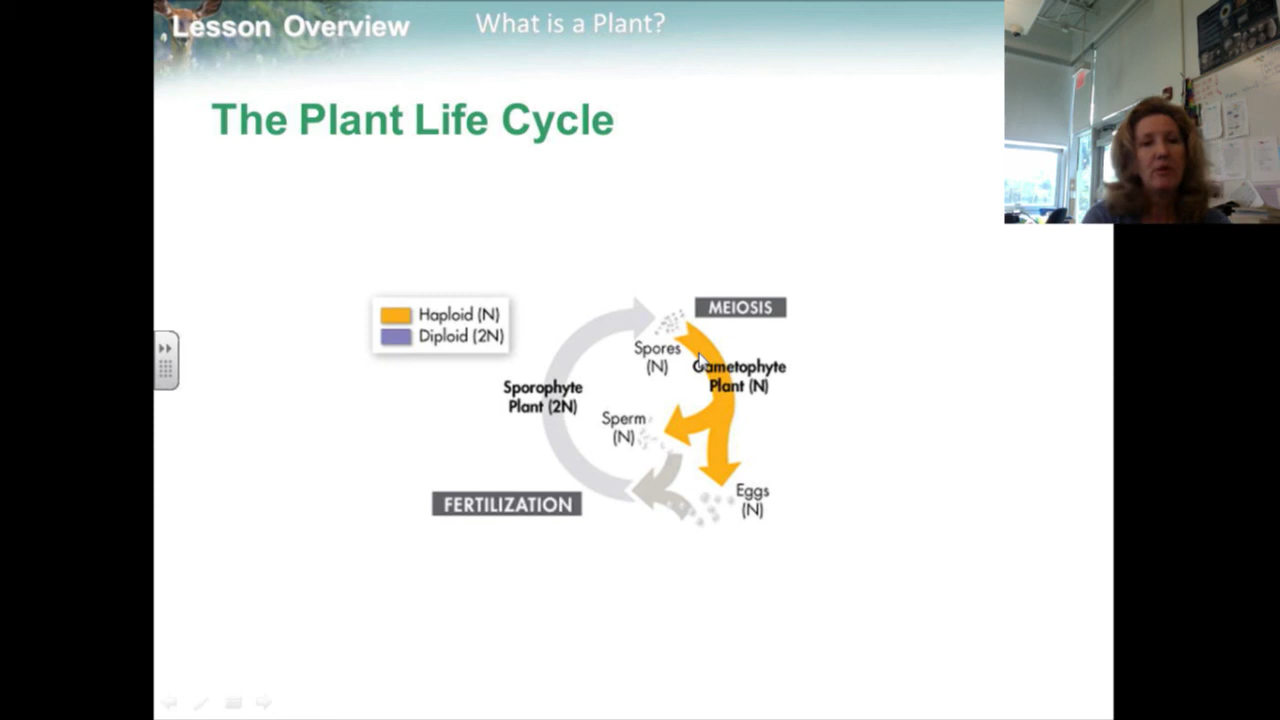 Lesson Overview
What is a Plant?
The Plant Life Cycle
Haploid (N)
Diploid (2N)
MEIOSIS
Spores
(N)
Gametophyte
Plant (N)
Sporophyte
Plant (2N)
Sperm
(N)
Eggs
(N)
FERTILIZATION